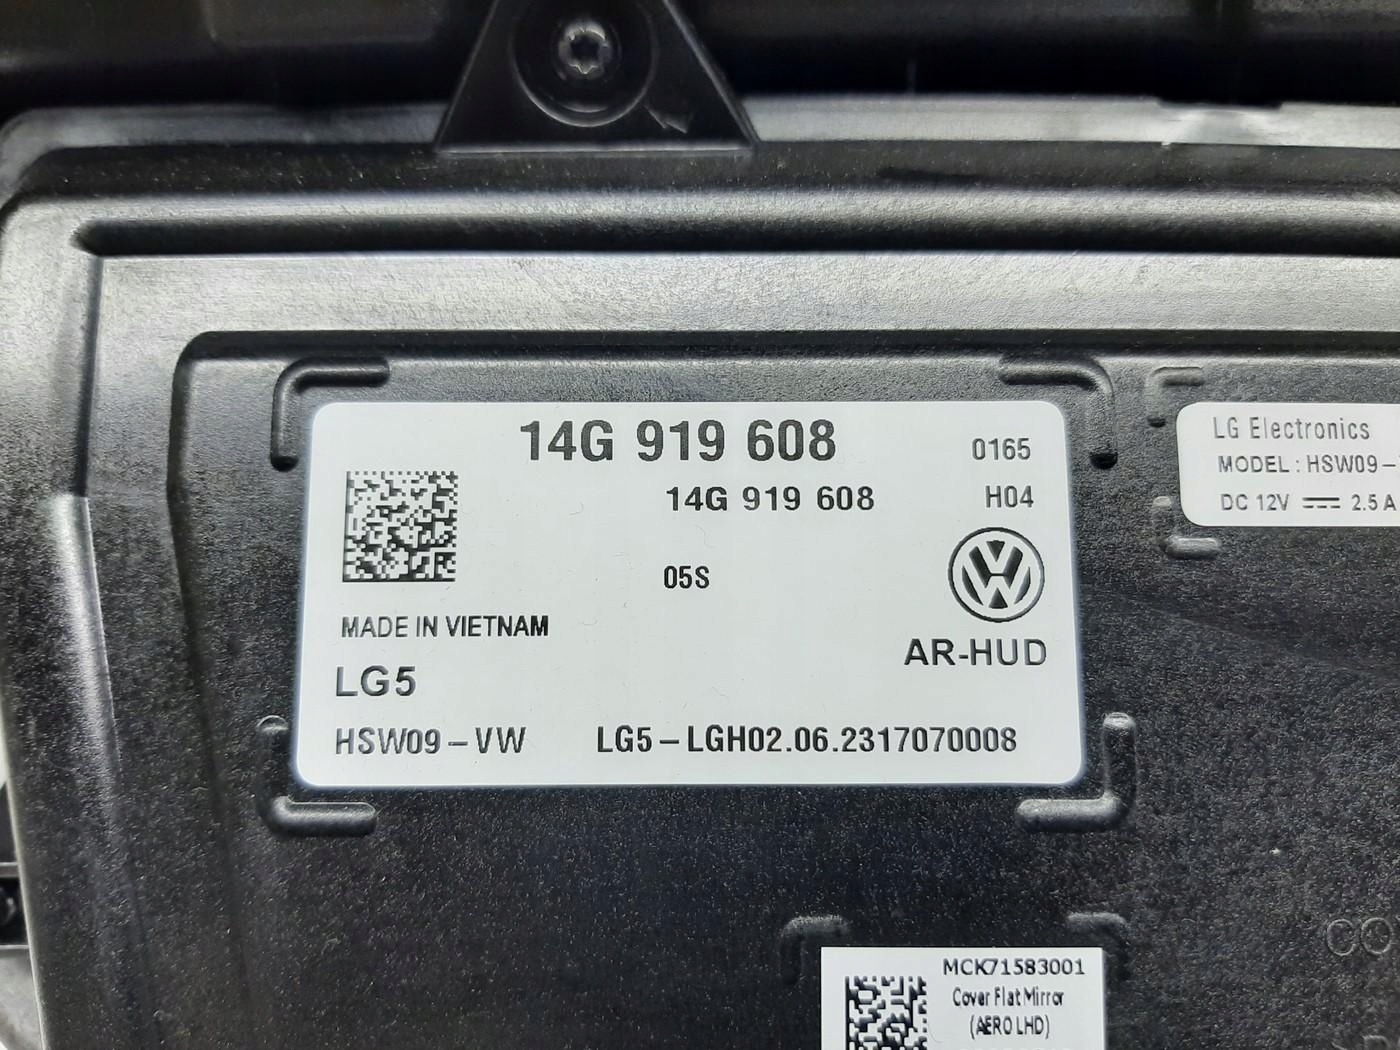 14G 919 608
0165
14G 919 608
H04
05S
MADE IN VIETNAM
AR-HUD
LG5
HSW09-VW
LG5-LGH02.06.2317070008
LG Electronics
MODEL : HSW09-
DC 12V ⎓ 2.5 A
MCK71583001
Cover Flat Mirror
(AERO LHD)